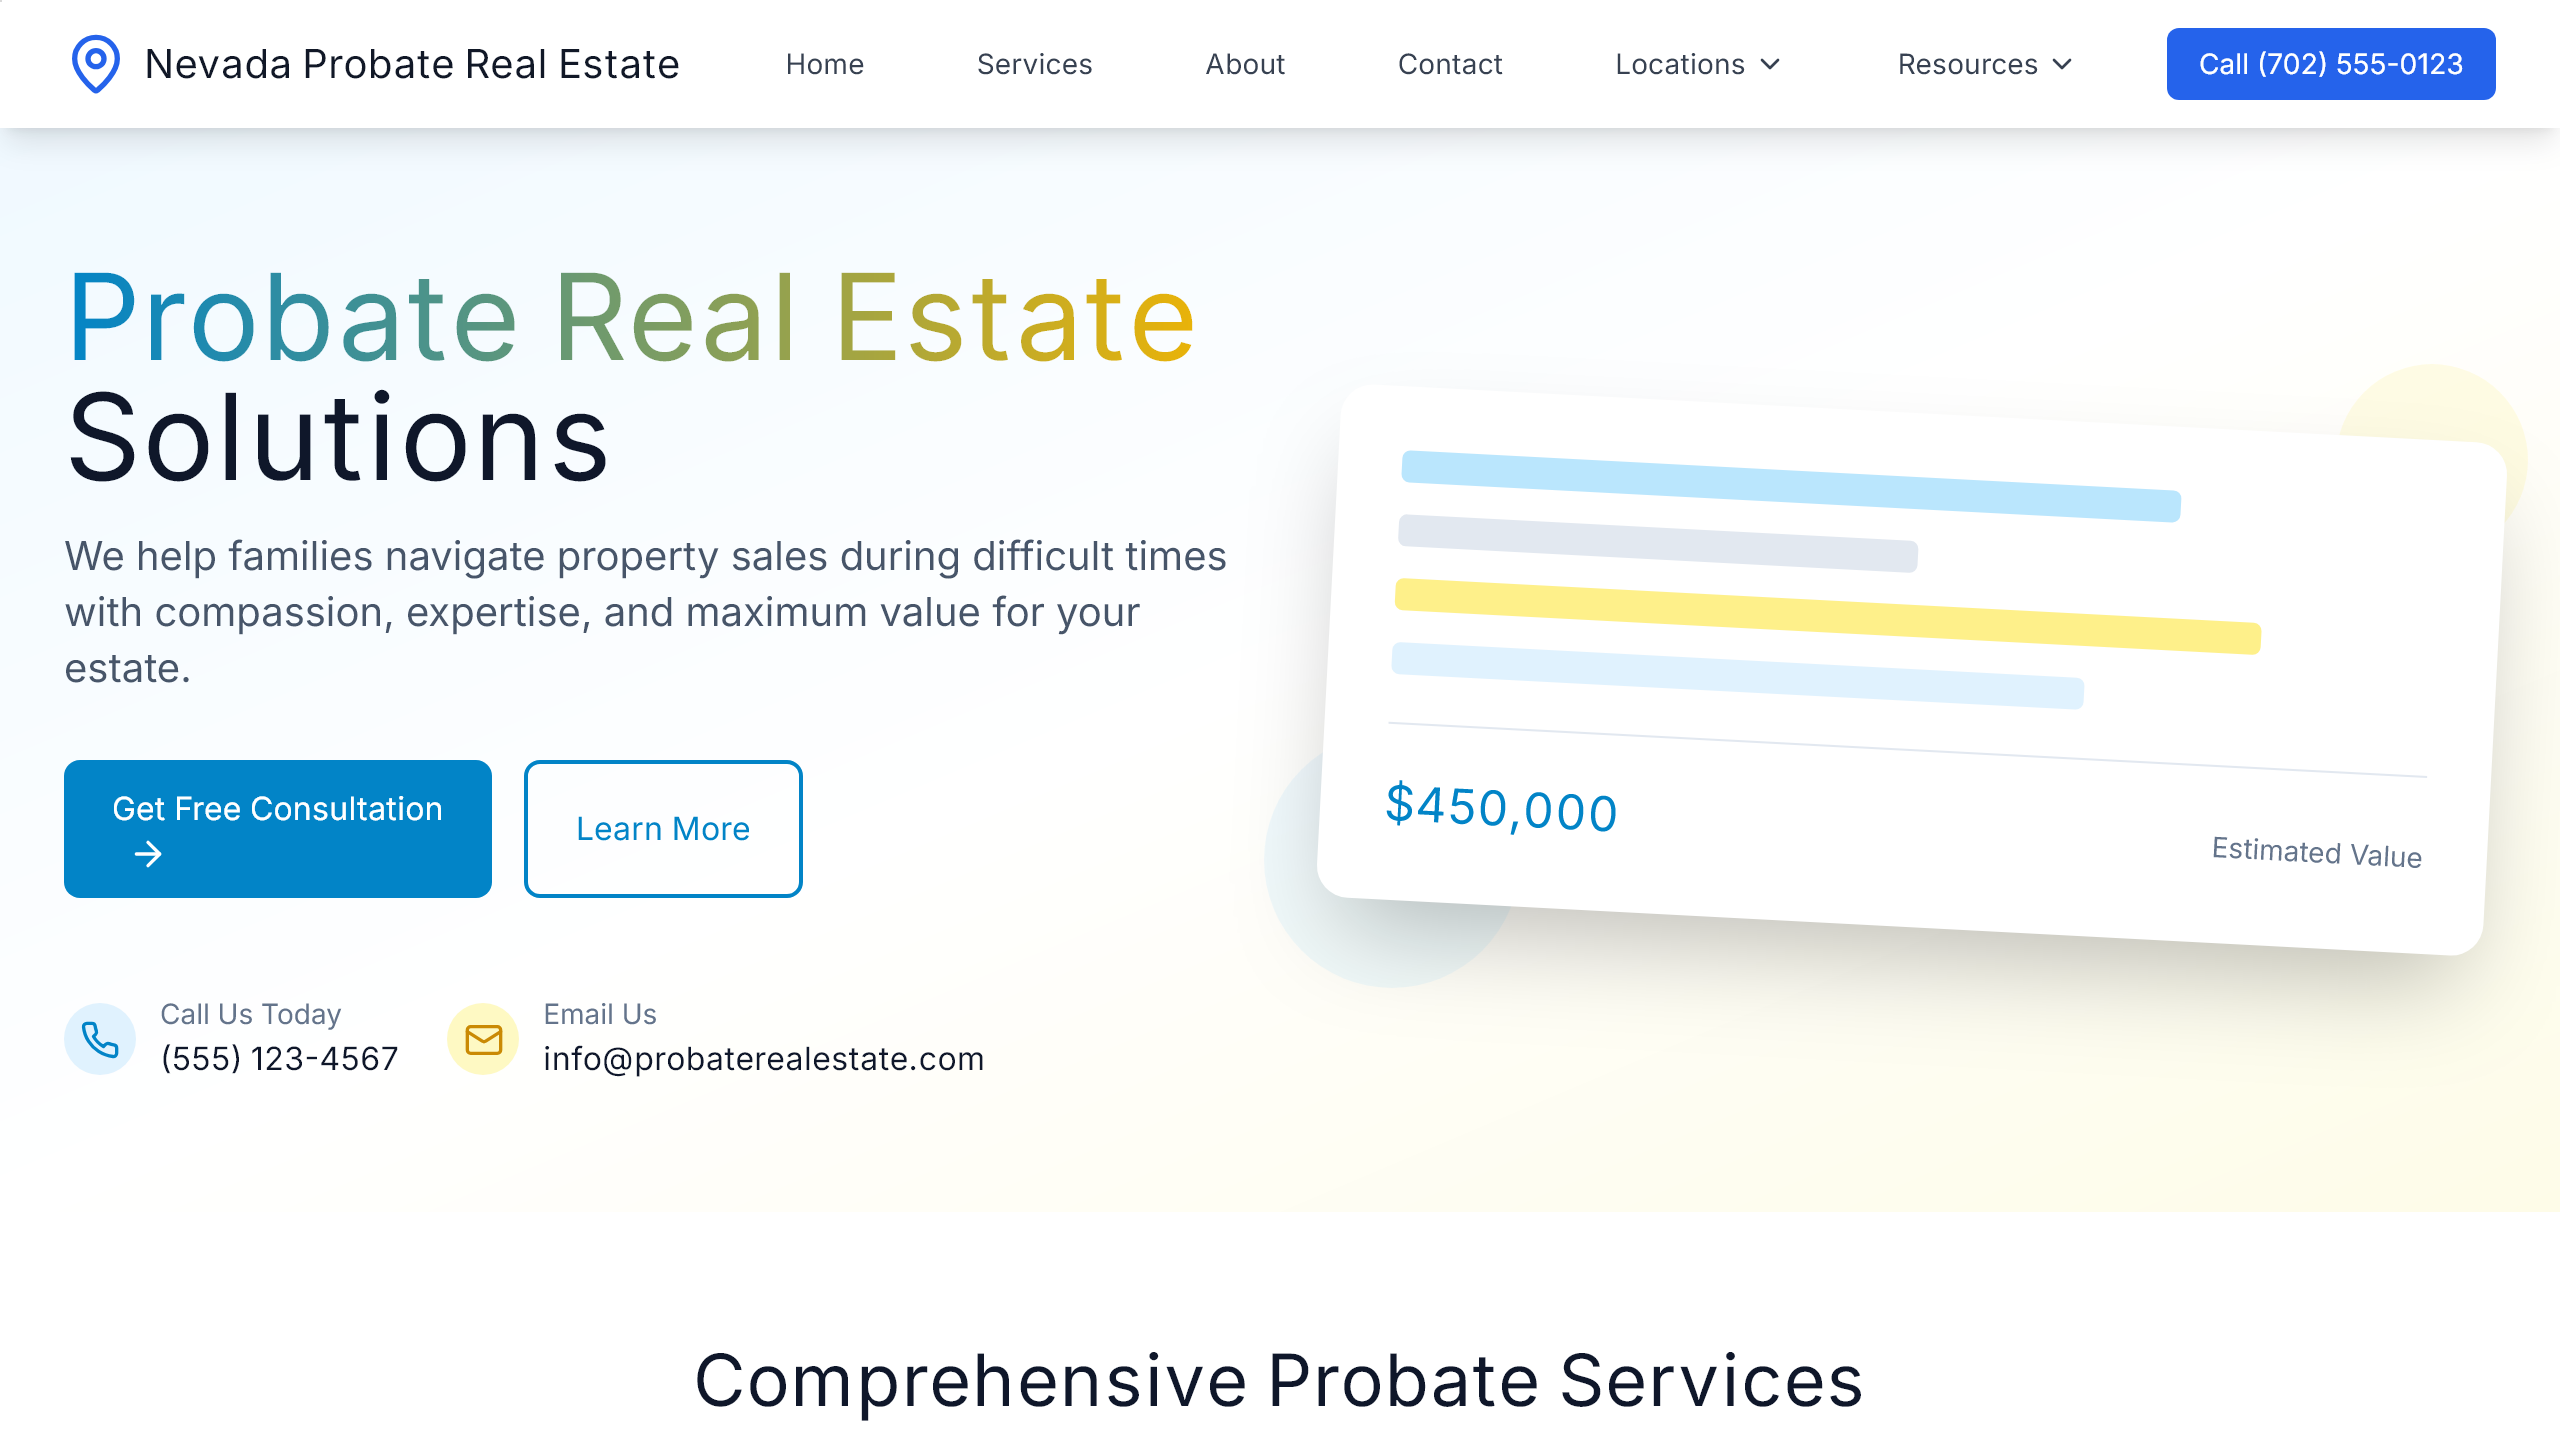 Nevada Probate Real Estate
Home
Services
About
Contact
Locations
Resources
Call (702) 555-0123
Probate Real Estate
Solutions
We help families navigate property sales during difficult times
with compassion, expertise, and maximum value for your
estate.
Get Free Consultation
→
Learn More
$450,000
Estimated Value
Call Us Today
(555) 123-4567
Email Us
info@probaterealestate.com
Comprehensive Probate Services